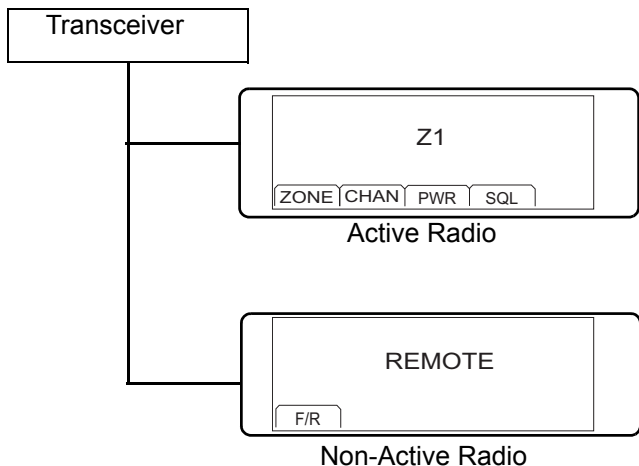 Transceiver
Z1
ZONE CHAN PWR SQL
Active Radio
REMOTE
F/R
Non-Active Radio